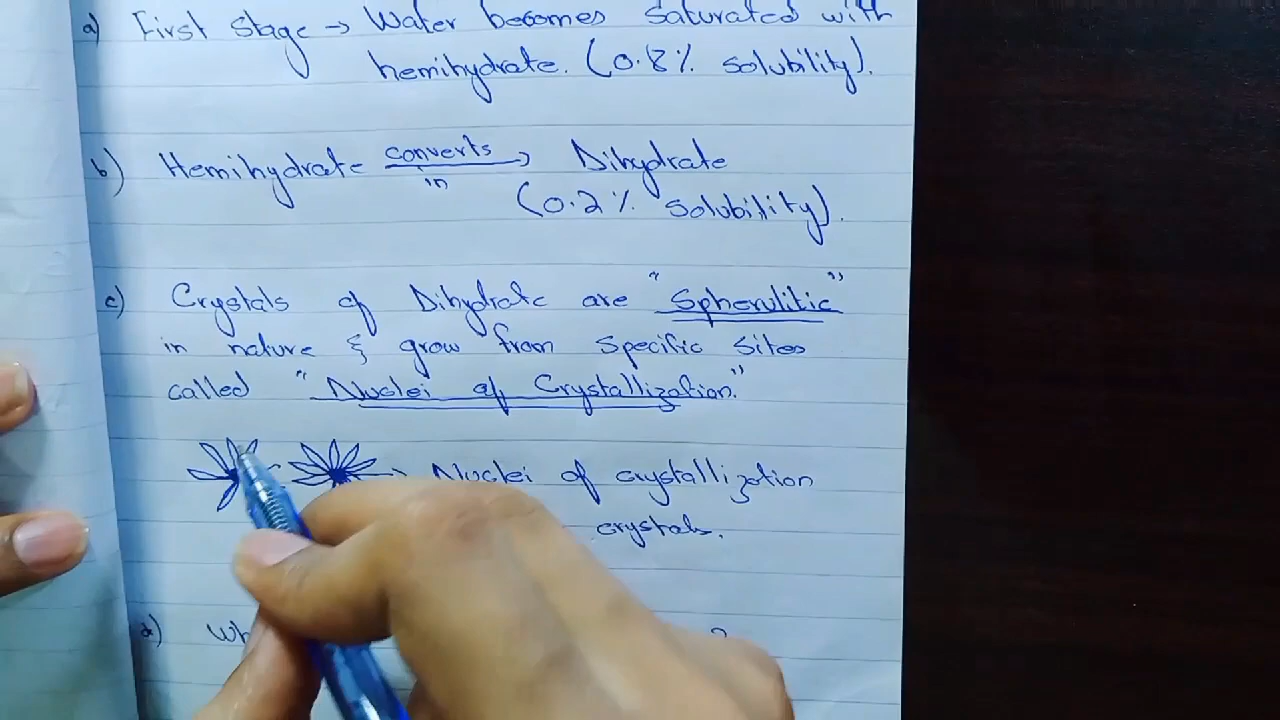 a) First Stage → Water becomes Saturated with
hemihydrate. (0.8% solubility).
b) Hemihydrate converts in → Dihydrate
(0.2% solubility).
c) Crystals of Dihydrate are "Spherulitic"
in nature & grow from specific Sites
called "Nuclei of Crystallization."
→ Nuclei of crystallization
crystals.
d)